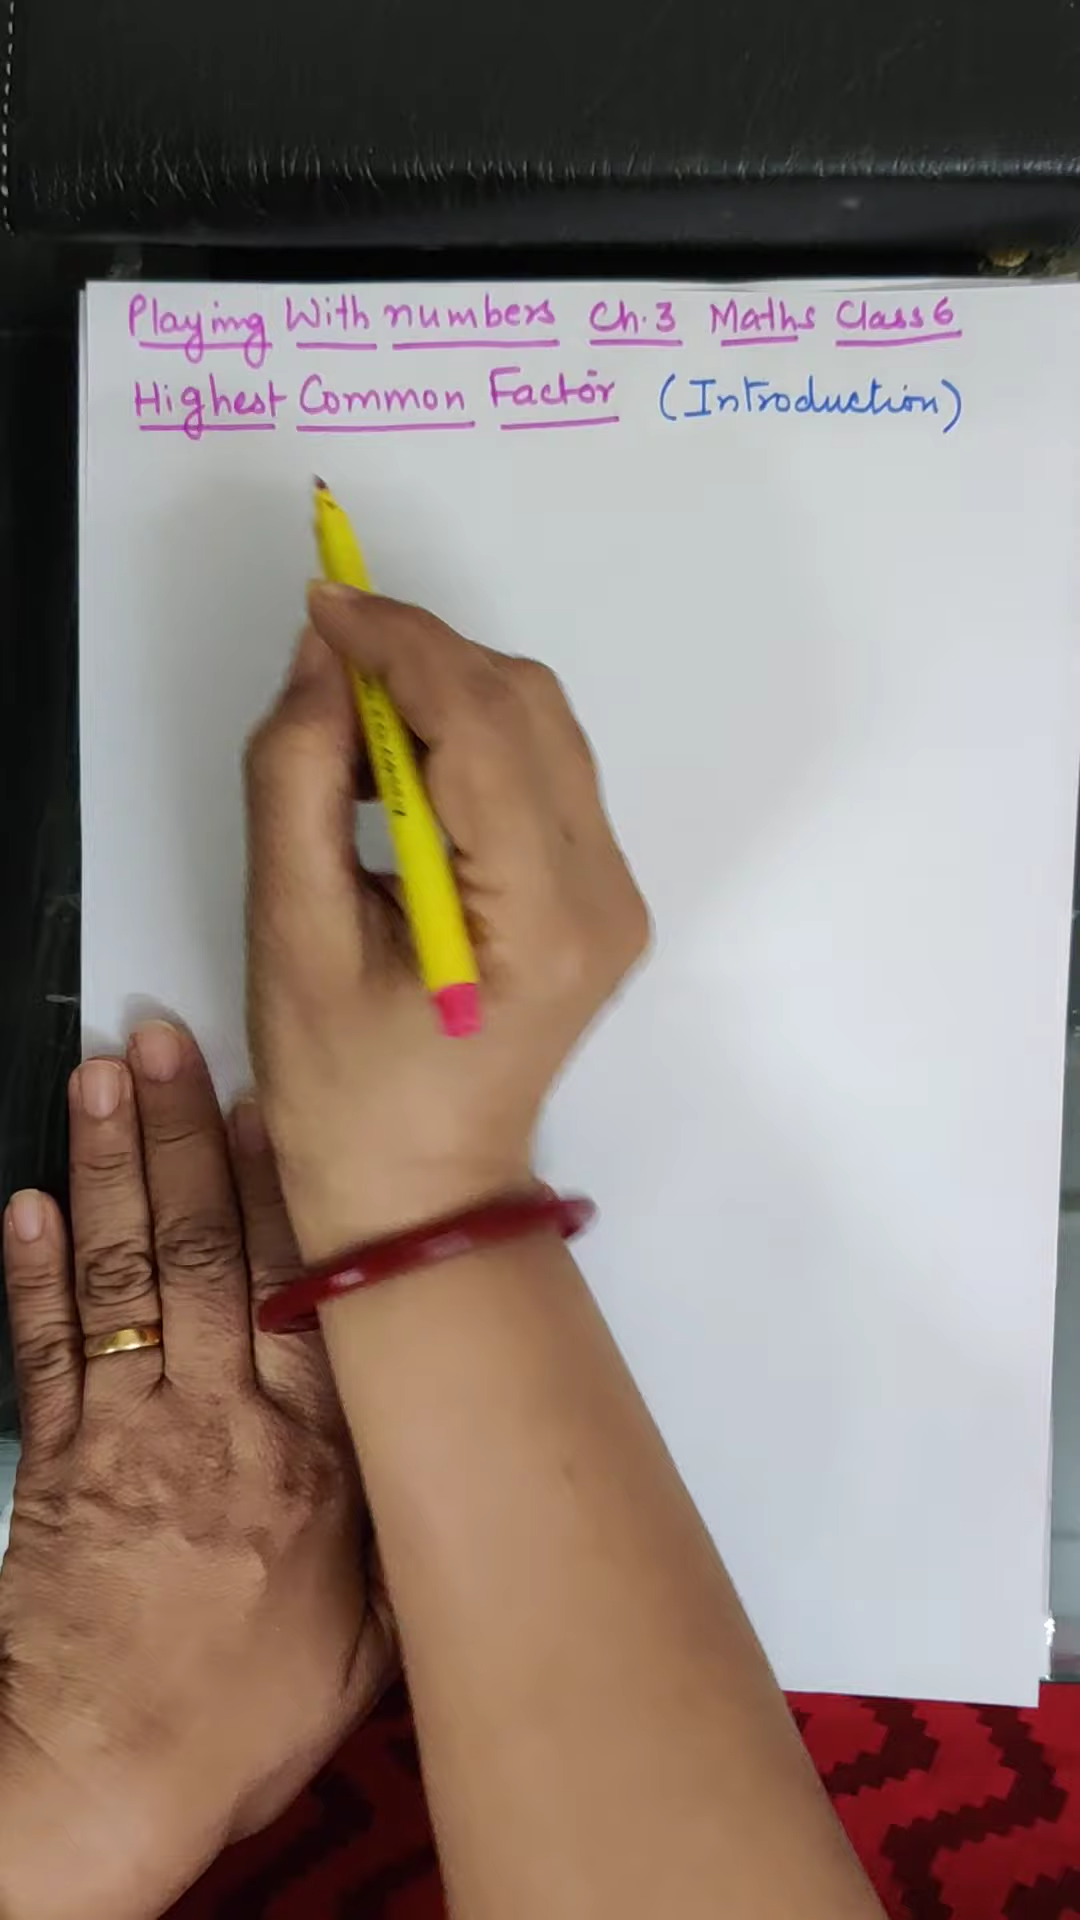 Playing With numbers Ch.3 Maths Class 6
Highest Common Factor (Introduction)